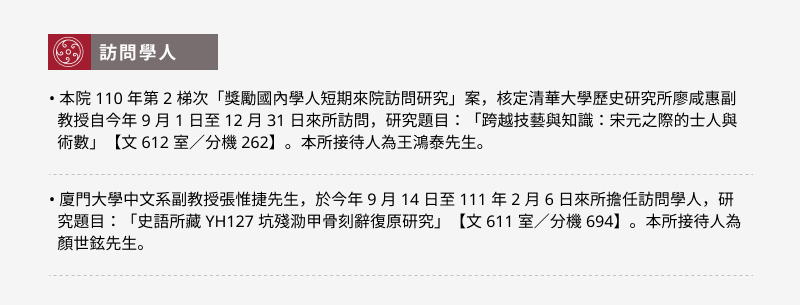 訪問學人
• 本院 110 年第 2 梯次「獎勵國內學人短期來院訪問研究」案，核定清華大學歷史研究所廖咸惠副
教授自今年 9 月 1 日至 12 月 31 日來所訪問，研究題目：「跨越技藝與知識：宋元之際的士人與
術數」【文 612 室／分機 262】。本所接待人為王鴻泰先生。
• 廈門大學中文系副教授張惟捷先生，於今年 9 月 14 日至 111 年 2 月 6 日來所擔任訪問學人，研
究題目：「史語所藏 YH127 坑殘泐甲骨刻辭復原研究」【文 611 室／分機 694】。本所接待人為
顏世鉉先生。